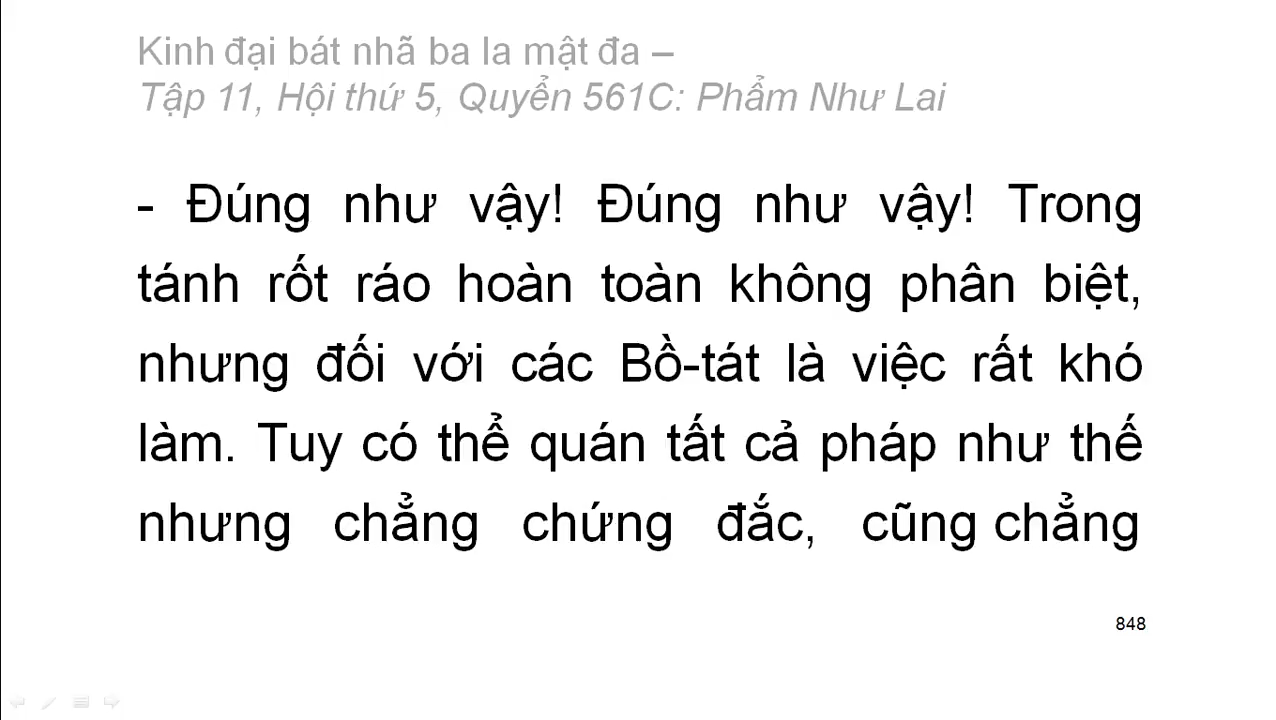 Kinh đại bát nhã ba la mật đa –
Tập 11, Hội thứ 5, Quyển 561C: Phẩm Như Lai
- Đúng như vậy! Đúng như vậy! Trong
tánh rốt ráo hoàn toàn không phân biệt,
nhưng đối với các Bồ-tát là việc rất khó
làm. Tuy có thể quán tất cả pháp như thế
nhưng chẳng chứng đắc, cũng chẳng
848